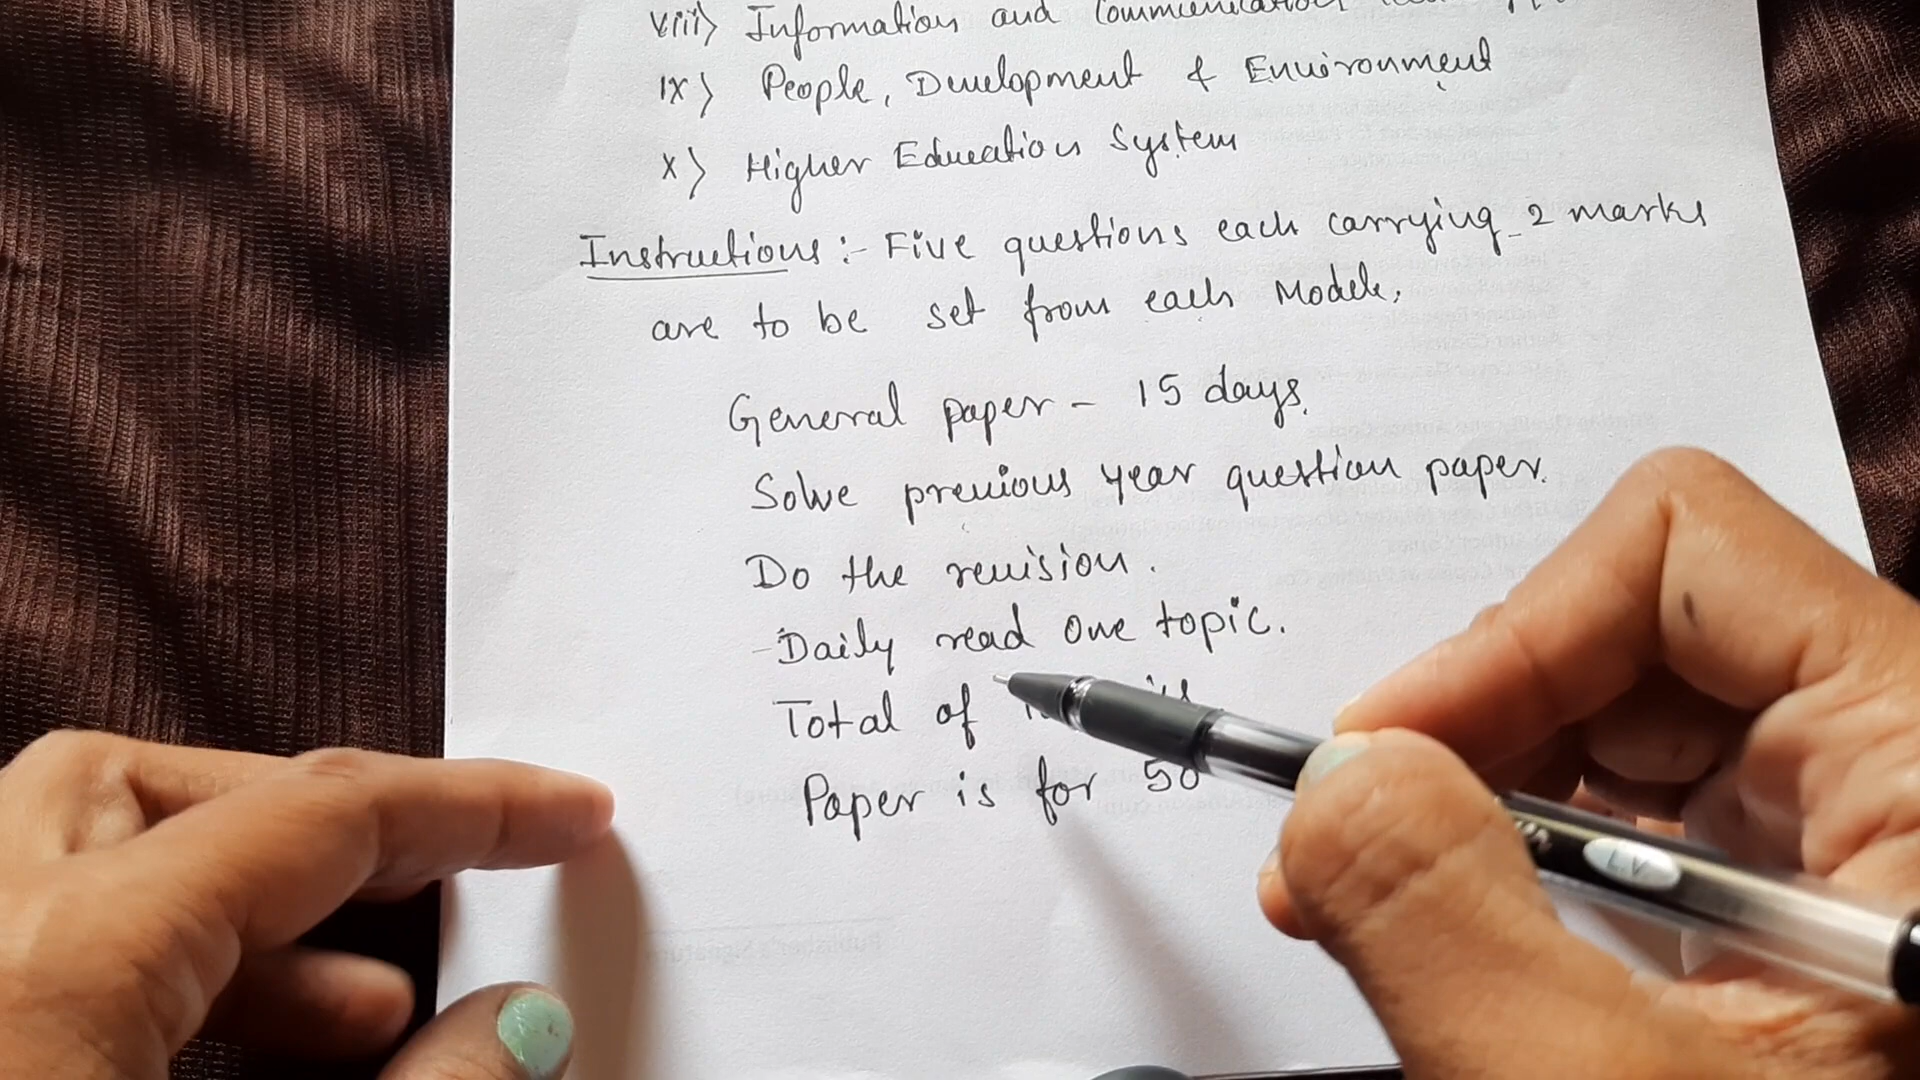 viii) Information and Communication
ix) People, Development & Environment
x) Higher Education System
Instructions :- Five questions each carrying 2 marks
are to be set from each Module.
General paper - 15 days.
Solve previous year question paper.
Do the revision.
- Daily read one topic.
Total of
Paper is for 50
LV